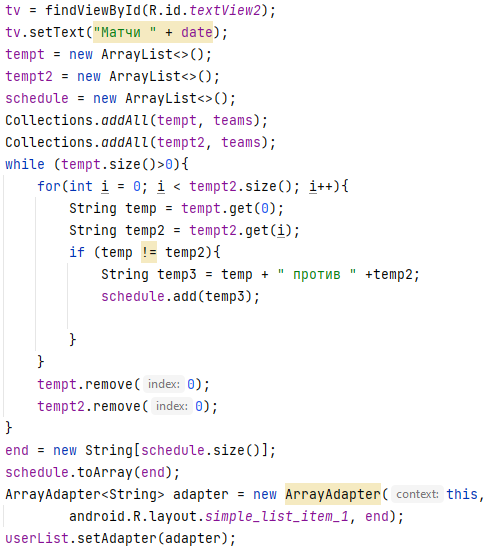 tv = findViewById(R.id.textView2);
tv.setText("Матчи " + date);
tempt = new ArrayList<>();
tempt2 = new ArrayList<>();
schedule = new ArrayList<>();
Collections.addAll(tempt, teams);
Collections.addAll(tempt2, teams);
while (tempt.size()>0){
    for(int i = 0; i < tempt2.size(); i++){
        String temp = tempt.get(0);
        String temp2 = tempt2.get(i);
        if (temp != temp2){
            String temp3 = temp + " против " +temp2;
            schedule.add(temp3);
        }
    }
    tempt.remove( index: 0);
    tempt2.remove( index: 0);
}
end = new String[schedule.size()];
schedule.toArray(end);
ArrayAdapter<String> adapter = new ArrayAdapter( context: this,
        android.R.layout.simple_list_item_1, end);
userList.setAdapter(adapter);